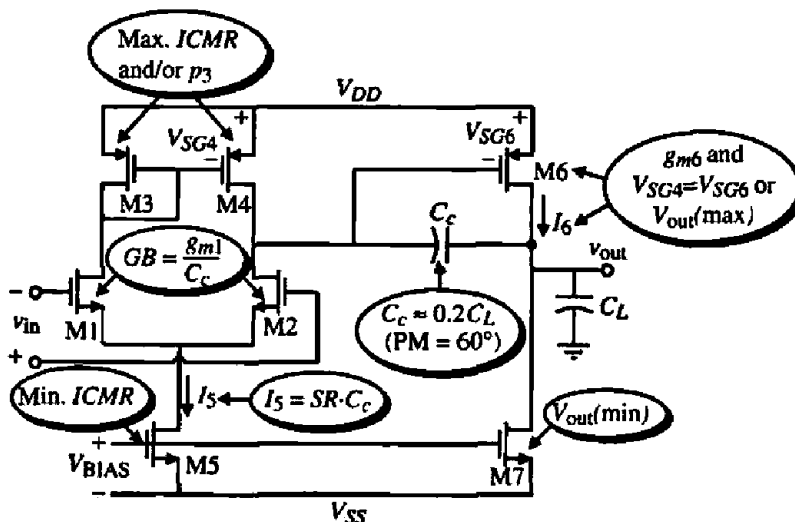 Max. ICMR
and/or p3
VDD
+
+
VSG4
VSG6
−
−
M3
M4
M6
gm6 and
VSG4=VSG6 or
Vout(max)
I6
Cc
vout
GB = gm1
Cc
−
vin
+
M1
M2
Cc ≈ 0.2CL
(PM = 60°)
CL
Min. ICMR
I5
I5 = SR·Cc
Vout(min)
+
VBIAS
−
M5
M7
VSS